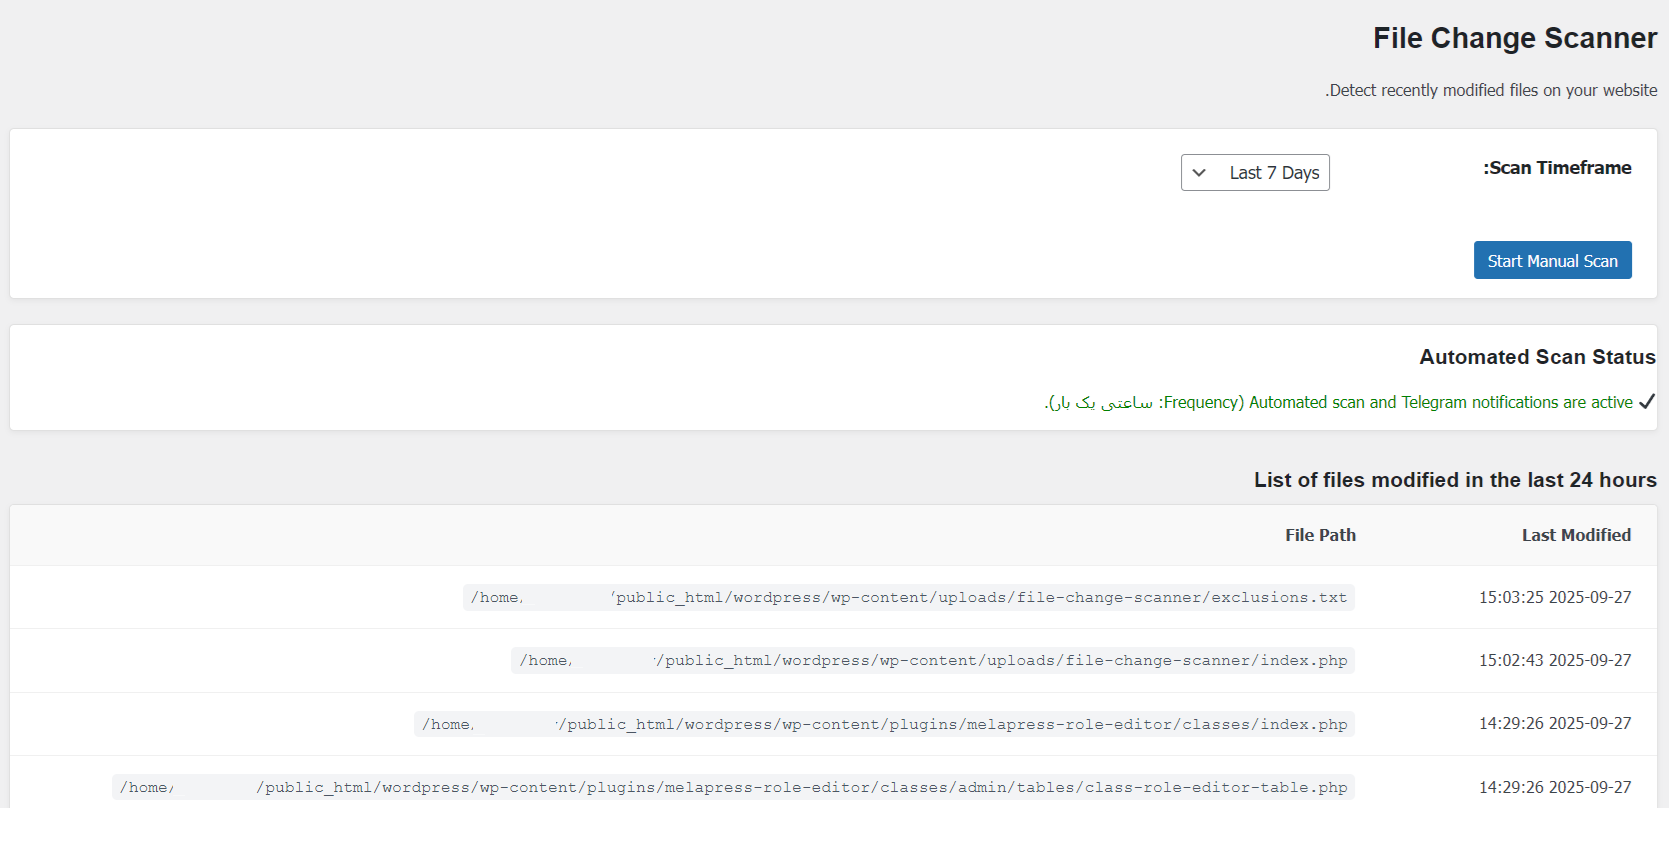 File Change Scanner
.Detect recently modified files on your website
:Scan Timeframe
Last 7 Days
Start Manual Scan
Automated Scan Status
✔ Automated scan and Telegram notifications are active (Frequency: ساعتی یک بار).
List of files modified in the last 24 hours
Last Modified File Path
15:03:25 2025-09-27 /home/ /public_html/wordpress/wp-content/uploads/file-change-scanner/exclusions.txt
15:02:43 2025-09-27 /home/ /public_html/wordpress/wp-content/uploads/file-change-scanner/index.php
14:29:26 2025-09-27 /home/ /public_html/wordpress/wp-content/plugins/melapress-role-editor/classes/index.php
14:29:26 2025-09-27 /home/ /public_html/wordpress/wp-content/plugins/melapress-role-editor/classes/admin/tables/class-role-editor-table.php